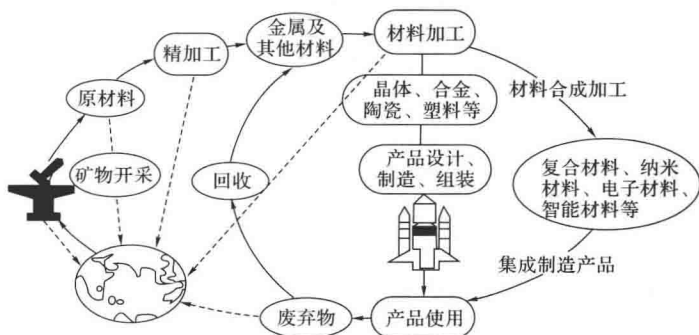 金属及
其他材料
材料加工
精加工
原材料
晶体、合金、
陶瓷、塑料等
材料合成加工
矿物开采
回收
产品设计、
制造、组装
复合材料、纳米
材料、电子材料、
智能材料等
集成制造产品
废弃物
产品使用